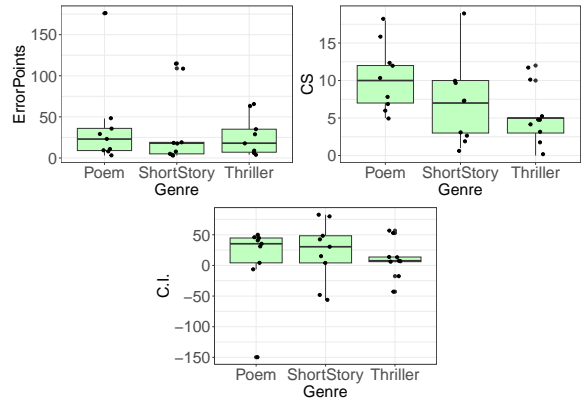 ErrorPoints
150
100
50
0
Poem ShortStory Thriller
Genre
CS
15
10
5
0
Poem ShortStory Thriller
Genre
C.I.
50
0
−50
−100
−150
Poem ShortStory Thriller
Genre